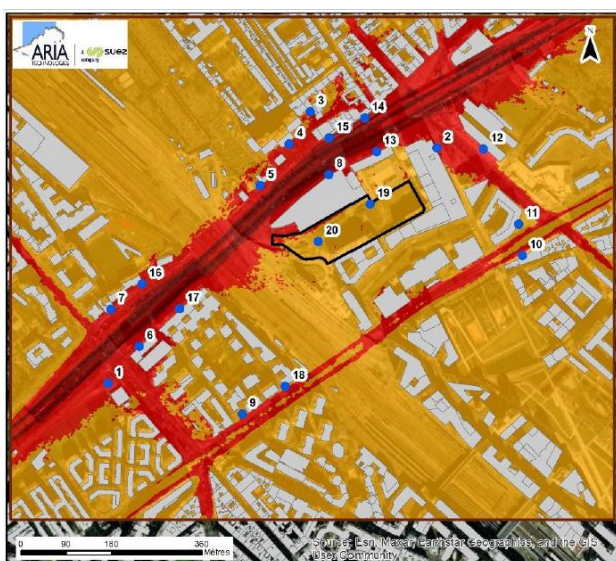 ARIA
TECHNOLOGIES
a suez
company
N
3
14
4
15
13
2
12
5
8
19
11
20
10
16
7
17
6
1
18
9
0 90 180 360
Mètres
Source: Esri, Maxar, Earthstar Geographics, and the GIS
User Community